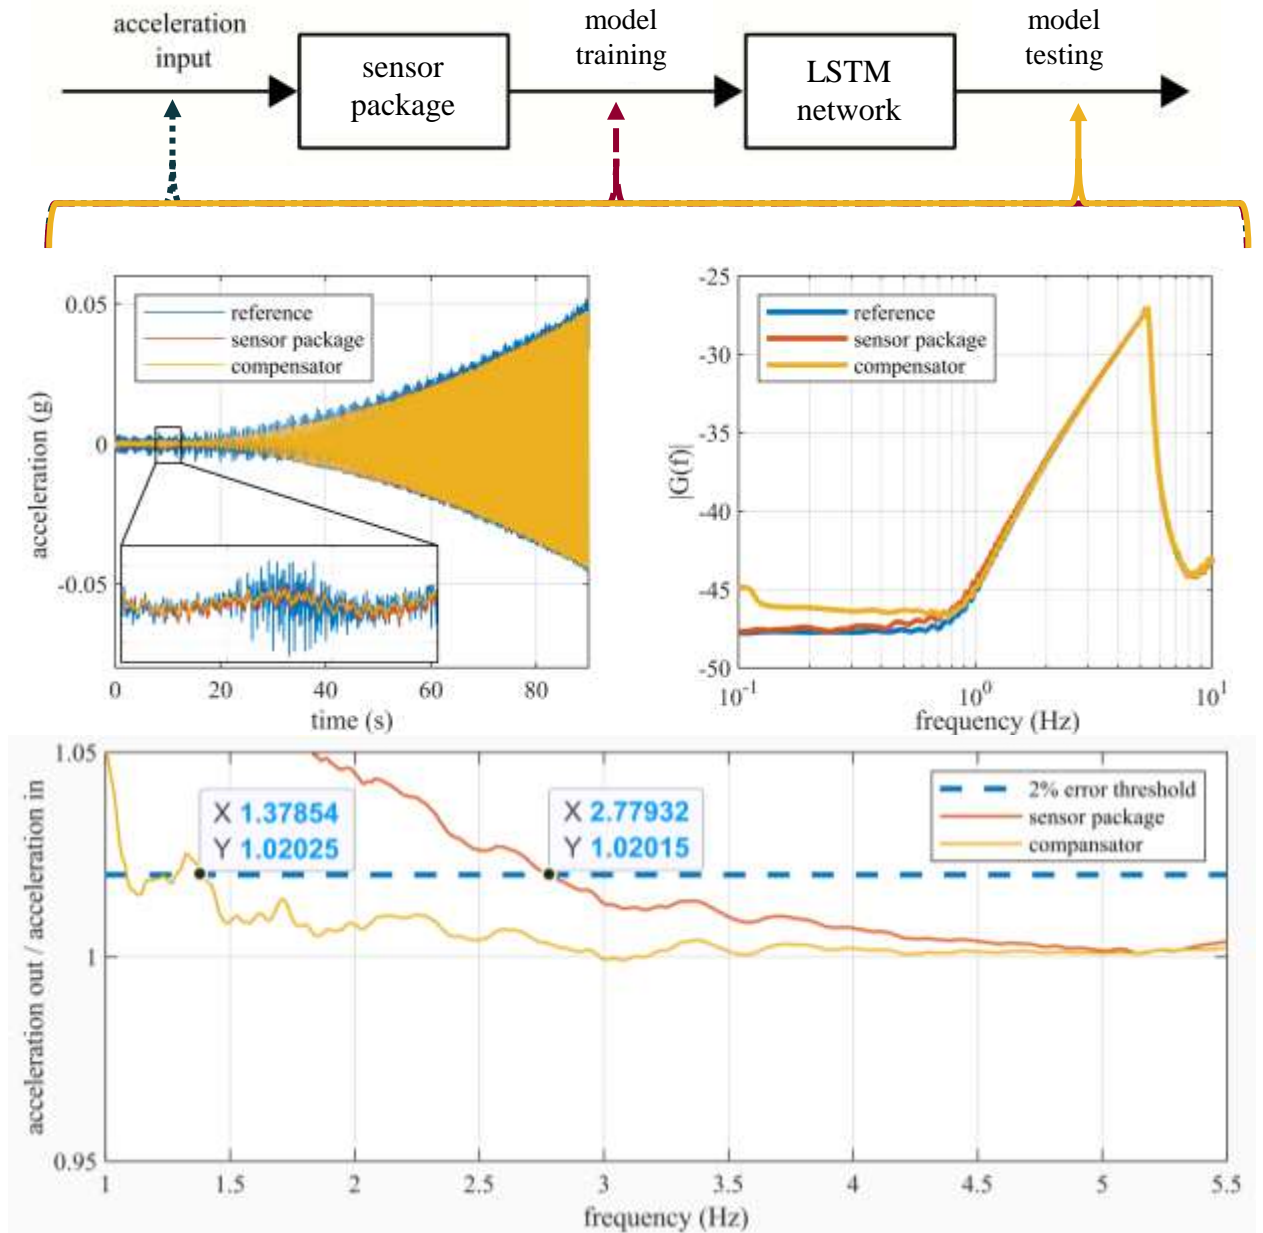 acceleration
input
sensor
package
model
training
LSTM
network
model
testing
0.05
0
-0.05
acceleration (g)
reference
sensor package
compensator
0
20
40
60
80
time (s)
-25
-30
-35
-40
-45
-50
|G(f)|
reference
sensor package
compensator
10-1
100
101
frequency (Hz)
1.05
1
0.95
acceleration out / acceleration in
X 1.37854
Y 1.02025
X 2.77932
Y 1.02015
2% error threshold
sensor package
compansator
1
1.5
2
2.5
3
3.5
4
4.5
5
5.5
frequency (Hz)